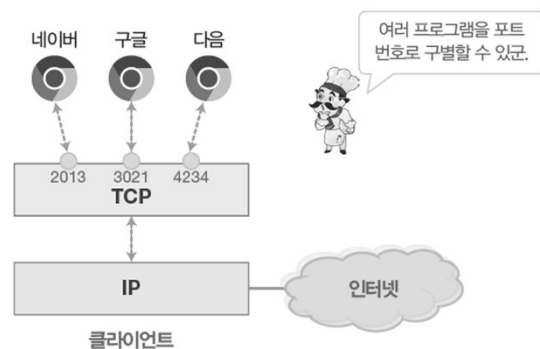 네이버 구글 다음
여러 프로그램을 포트
번호로 구별할 수 있군.
2013 3021 4234
TCP
IP
인터넷
클라이언트